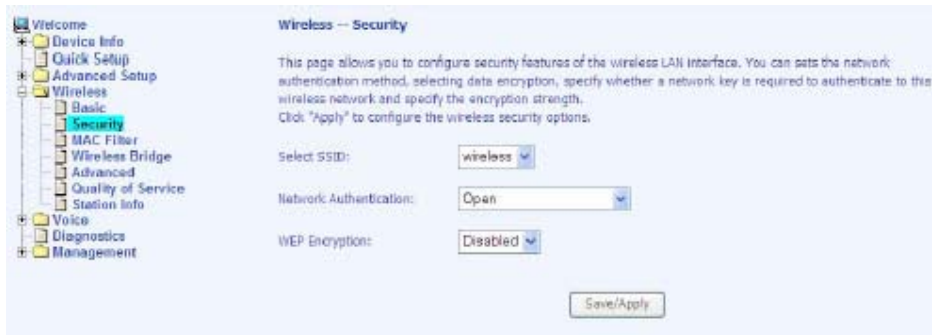 Welcome
Device Info
Quick Setup
Advanced Setup
Wireless
Basic
Security
MAC Filter
Wireless Bridge
Advanced
Quality of Service
Station Info
Voice
Diagnostics
Management
Wireless -- Security
This page allows you to configure security features of the wireless LAN interface. You can sets the network
authentication method, selecting data encryption, specify whether a network key is required to authenticate to this
wireless network and specify the encryption strength.
Click "Apply" to configure the wireless security options.
Select SSID: wireless
Network Authentication: Open
WEP Encryption: Disabled
Save/Apply